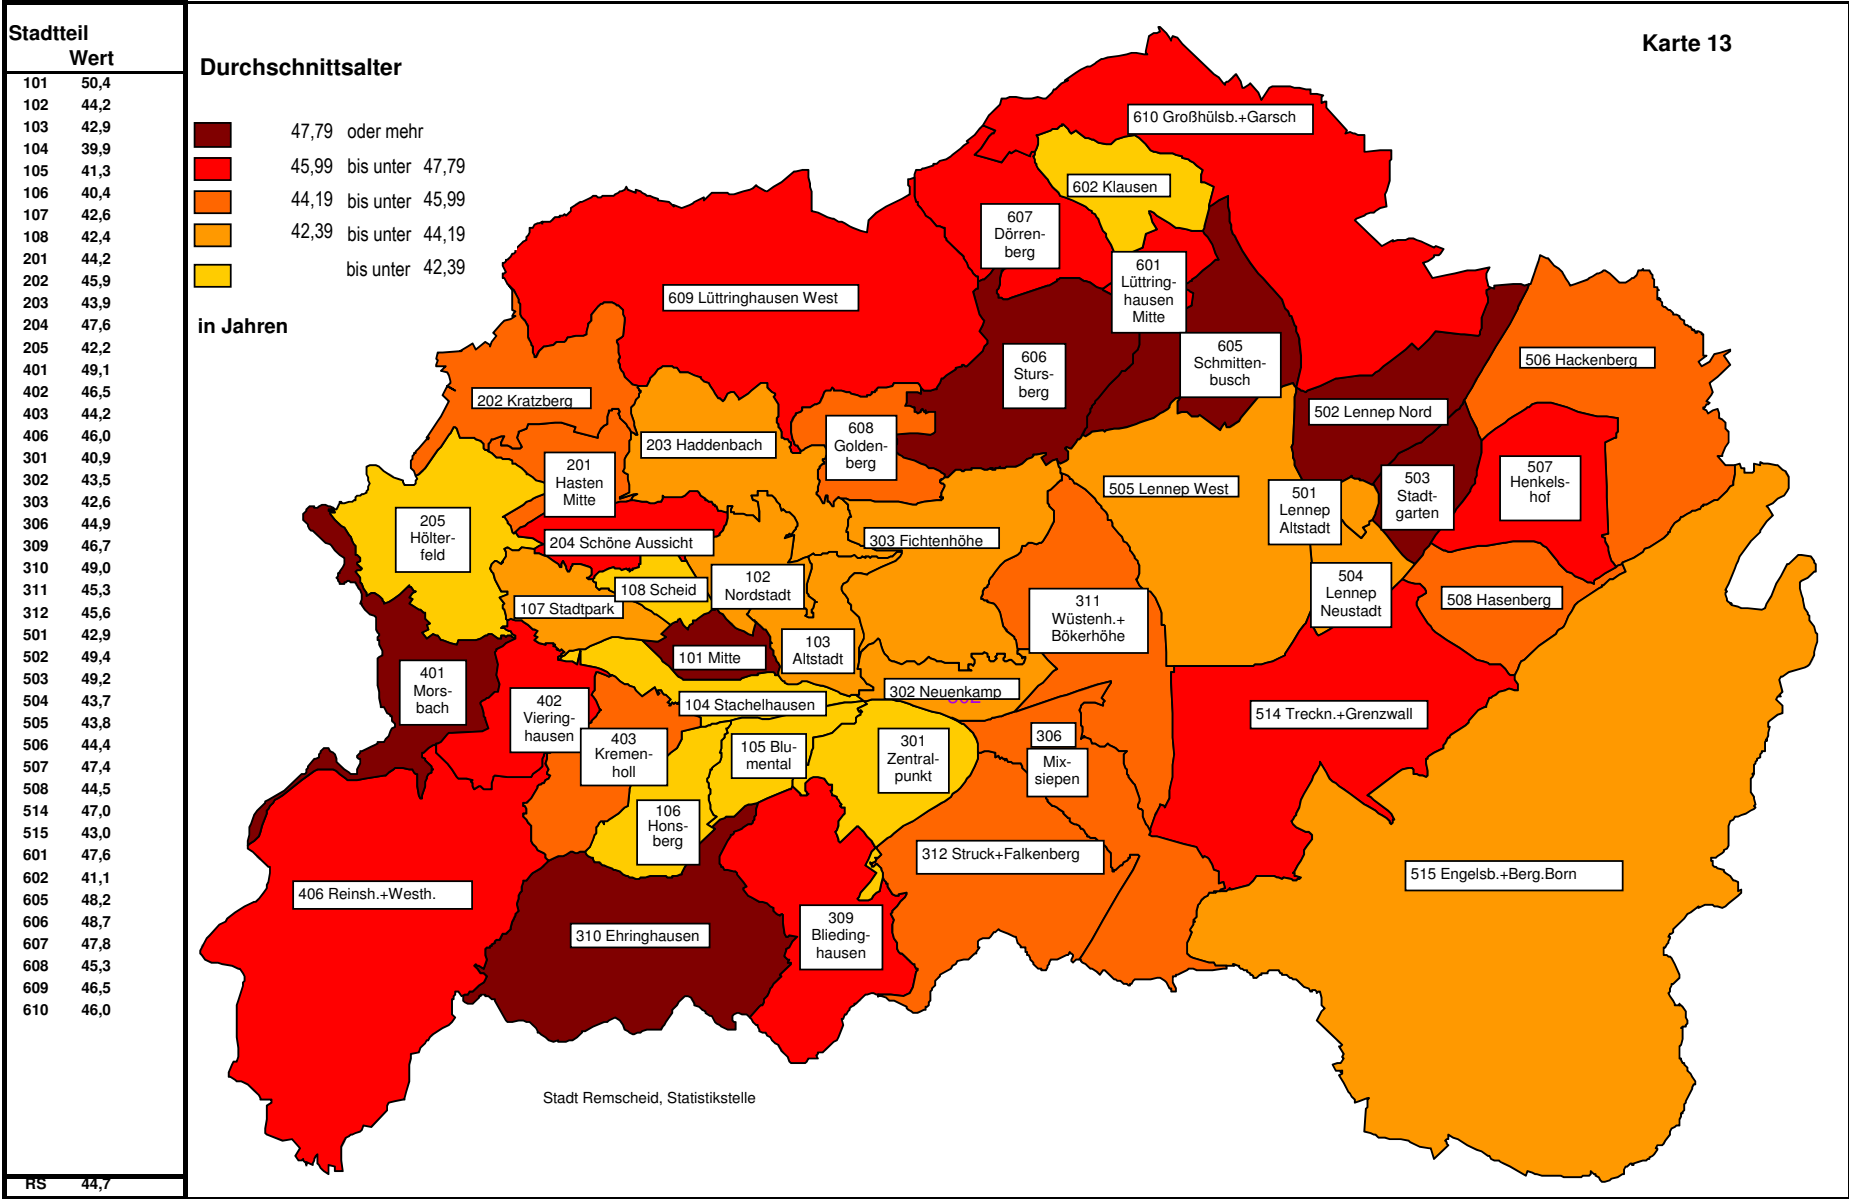 Stadtteil
Wert
101 50,4
102 44,2
103 42,9
104 39,9
105 41,3
106 40,4
107 42,6
108 42,4
201 44,2
202 45,9
203 43,9
204 47,6
205 42,2
401 49,1
402 46,5
403 44,2
406 46,0
301 40,9
302 43,5
303 42,6
306 44,9
309 46,7
310 49,0
311 45,3
312 45,6
501 42,9
502 49,4
503 49,2
504 43,7
505 43,8
506 44,4
507 47,4
508 44,5
514 47,0
515 43,0
601 47,6
602 41,1
605 48,2
606 48,7
607 47,8
608 45,3
609 46,5
610 46,0
RS 44,7
Karte 13
Durchschnittsalter
47,79 oder mehr
45,99 bis unter 47,79
44,19 bis unter 45,99
42,39 bis unter 44,19
bis unter 42,39
in Jahren
610 Großhülsb.+Garsch
602 Klausen
607
Dörren-
berg
601
Lüttring-
hausen
Mitte
609 Lüttringhausen West
605
Schmitten-
busch
606
Sturs-
berg
506 Hackenberg
202 Kratzberg
502 Lennep Nord
203 Haddenbach
608
Golden-
berg
201
Hasten
Mitte
505 Lennep West
501
Lennep
Altstadt
503
Stadt-
garten
507
Henkels-
hof
205
Hölter-
feld
204 Schöne Aussicht
303 Fichtenhöhe
108 Scheid
102
Nordstadt
107 Stadtpark
504
Lennep
Neustadt
508 Hasenberg
311
Wüstenh.+
Bökerhöhe
103
Altstadt
101 Mitte
401
Mors-
bach
302 Neuenkamp
302
402
Viering-
hausen
104 Stachelhausen
514 Treckn.+Grenzwall
403
Kremen-
holl
105 Blu-
mental
301
Zentral-
punkt
306
Mix-
siepen
106
Hons-
berg
312 Struck+Falkenberg
515 Engelsb.+Berg.Born
406 Reinsh.+Westh.
310 Ehringhausen
309
Blieding-
hausen
Stadt Remscheid, Statistikstelle